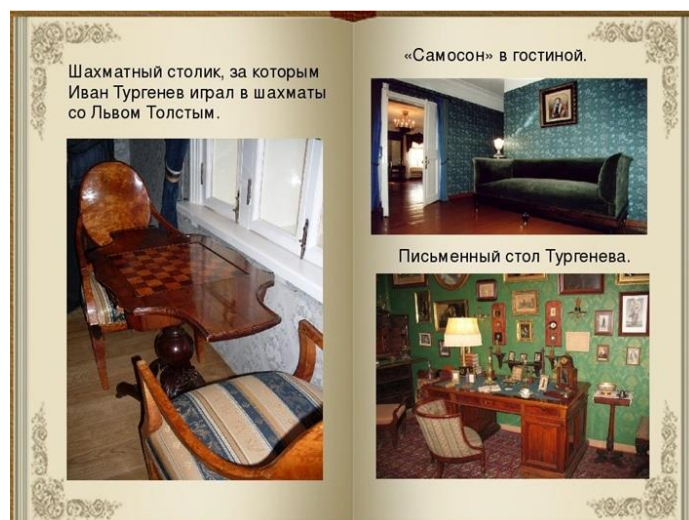 Шахматный столик, за которым
Иван Тургенев играл в шахматы
со Львом Толстым.
«Самосон» в гостиной.
Письменный стол Тургенева.